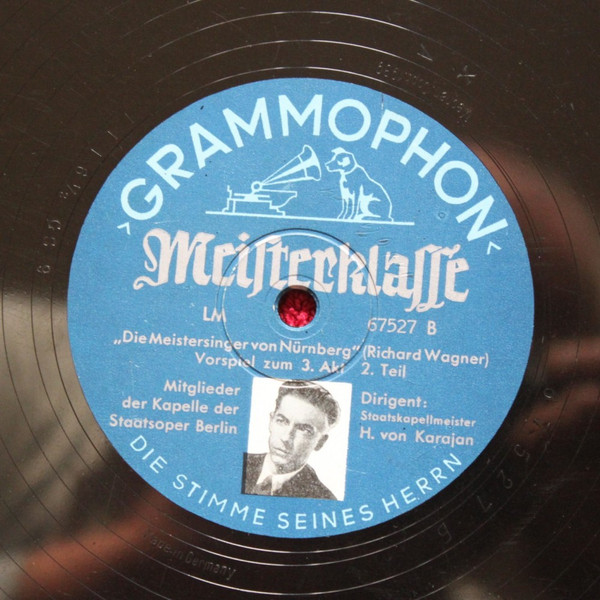 GRAMMOPHON
Meisterklasse
LM 67527 B
„Die Meistersinger von Nürnberg" (Richard Wagner)
Vorspiel zum 3. Akt 2. Teil
Mitglieder
der Kapelle der
Staatsoper Berlin
Dirigent:
Staatskapellmeister
H. von Karajan
DIE STIMME SEINES HERRN
Germany